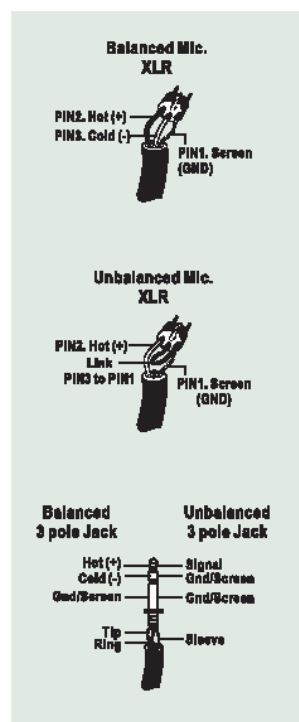 Balanced Mic.
XLR
PIN2. Hot (+)
PIN3. Cold (-)
PIN1. Screen
(GND)
Unbalanced Mic.
XLR
PIN2. Hot (+)
Link
PIN3 to PIN1
PIN1. Screen
(GND)
Balanced
3 pole Jack
Unbalanced
3 pole Jack
Hot (+)
Cold (-)
Gnd/Screen
Signal
Gnd/Screen
Gnd/Screen
Tip
Ring
Sleeve